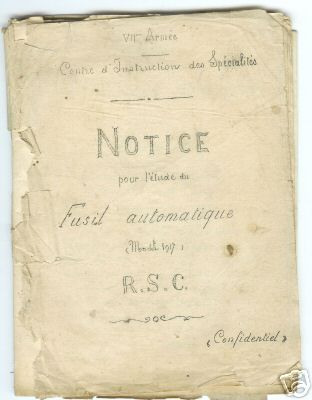 VIIe Armée
Centre d'Instruction des Spécialités
NOTICE
pour l'étude du
Fusil automatique
(Modèle 1917)
R.S.C.
(Confidentiel)